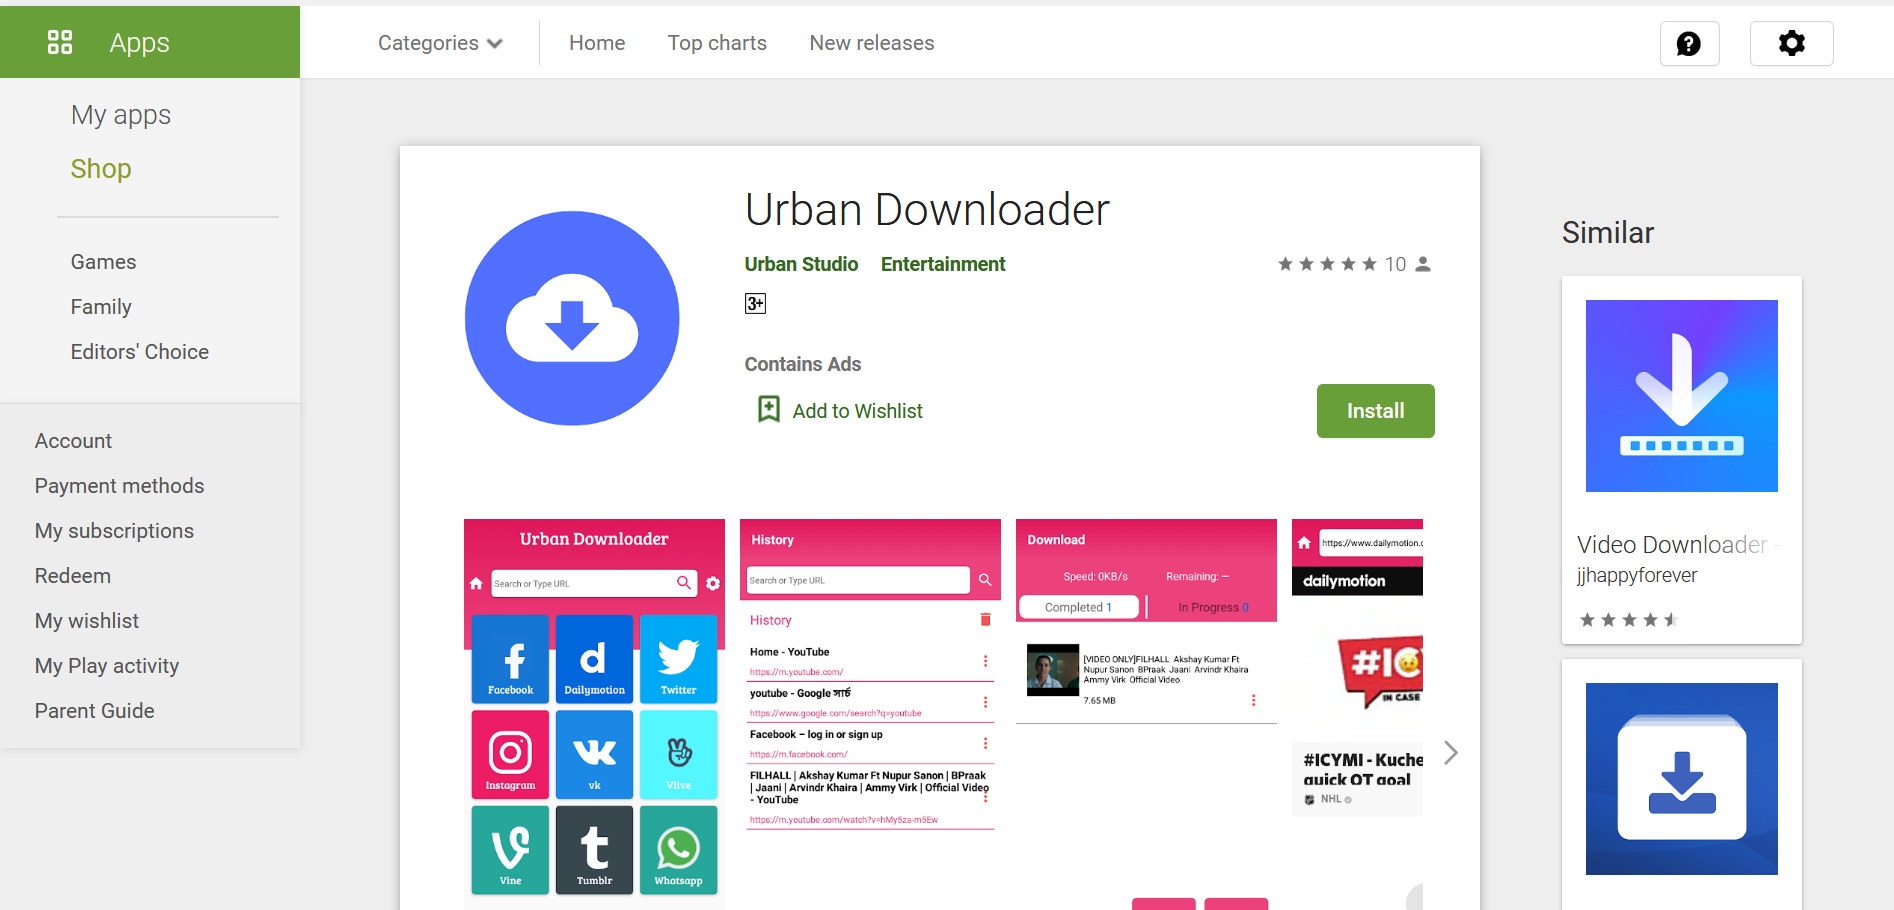 Apps
Categories
Home
Top charts
New releases
My apps
Shop
Games
Family
Editors' Choice
Account
Payment methods
My subscriptions
Redeem
My wishlist
My Play activity
Parent Guide
Urban Downloader
Urban Studio Entertainment
10
3+
Contains Ads
Add to Wishlist
Install
Urban Downloader
Search or Type URL
f
Facebook
d
Dailymotion
Twitter
Instagram
vk
Vlive
Vine
t
Tumblr
Whatsapp
History
Search or Type URL
History
Home - YouTube
https://m.youtube.com/
youtube - Google সার্চ
https://www.google.com/search?q=youtube
Facebook – log in or sign up
https://m.facebook.com/
FILHALL | Akshay Kumar Ft Nupur Sanon | BPraak
| Jaani | Arvindr Khaira | Ammy Virk | Official Video
- YouTube
https://m.youtube.com/watch?v=hMy5za-m5Ew
Download
Speed: 0KB/s
Remaining: --
Completed 1
In Progress 0
[VIDEO ONLY]FILHALL Akshay Kumar Ft
Nupur Sanon BPraak Jaani Arvindr Khaira
Ammy Virk Official Video
7.65 MB
https://www.dailymotion.c
dailymotion
#IC
IN CASE
#ICYMI - Kuche
quick OT goal
NHL
Similar
Video Downloader -
jjhappyforever